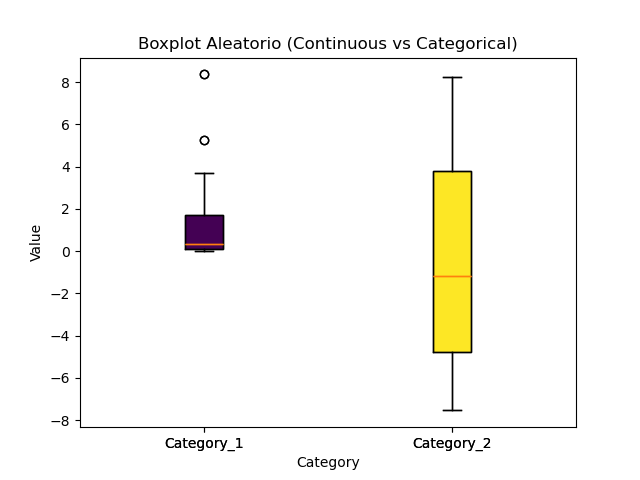 Boxplot Aleatorio (Continuous vs Categorical)
8
6
4
2
0
−2
−4
−6
−8
Value
Category_1
Category_2
Category